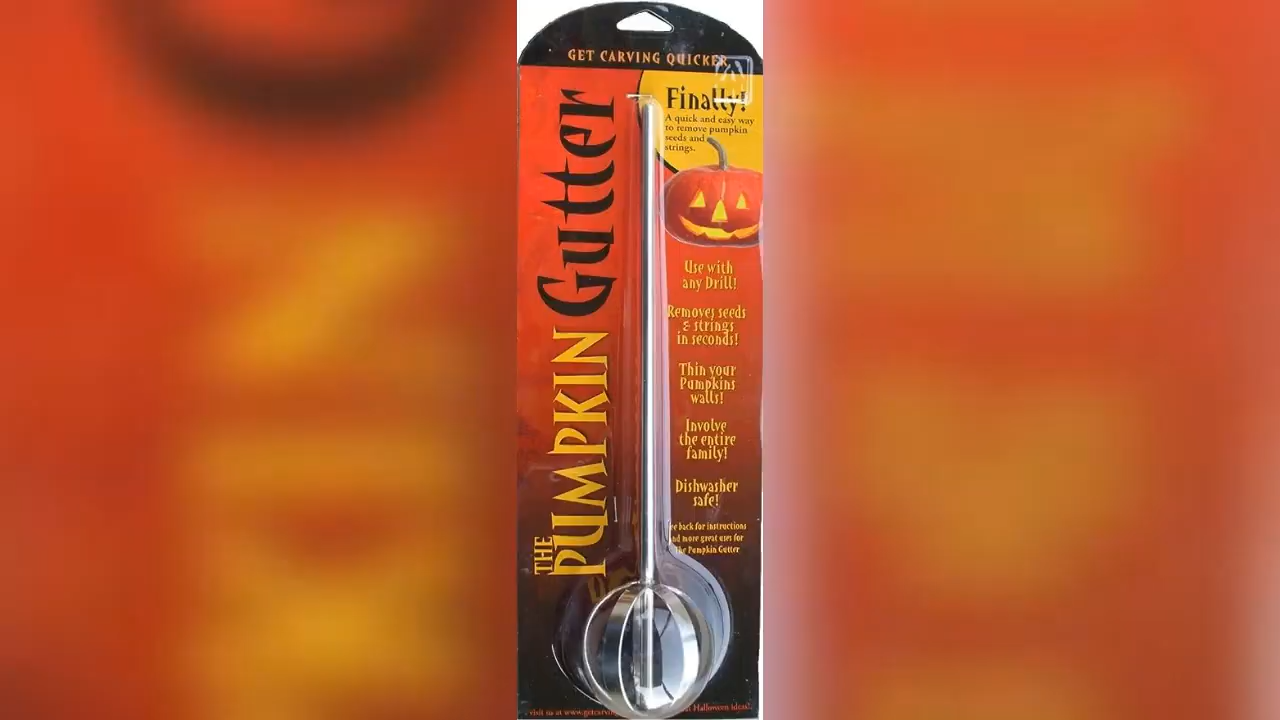 GET CARVING QUICKER
THE PUMPKIN Gutter
Finally!
A quick and easy way
to remove pumpkin
seeds and
strings.
Use with
any Drill!
Removes seeds
& strings
in seconds!
Thin your
Pumpkins
walls!
Involve
the entire
family!
Dishwasher
safe!
back for instructions
and more great uses for
The Pumpkin Gutter
visit us at www.getcarving
Halloween ideas!